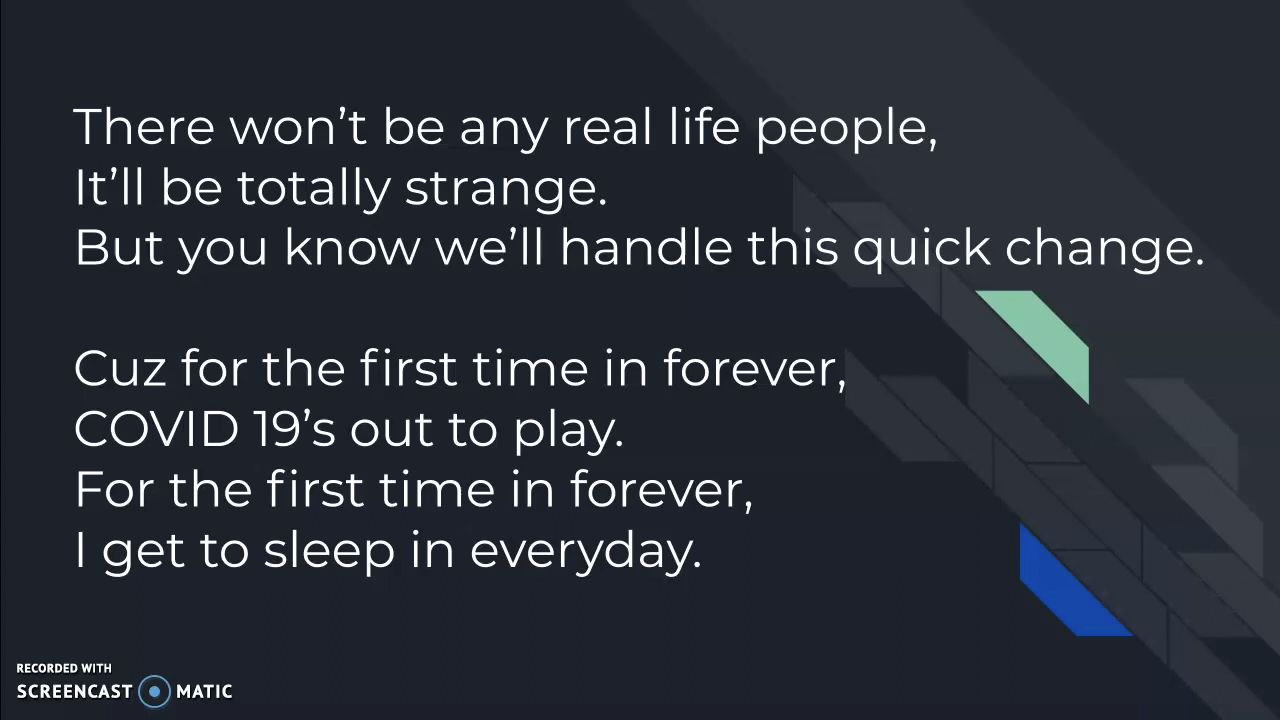 There won’t be any real life people,
It’ll be totally strange.
But you know we’ll handle this quick change.
Cuz for the first time in forever,
COVID 19’s out to play.
For the first time in forever,
I get to sleep in everyday.
RECORDED WITH
SCREENCAST MATIC